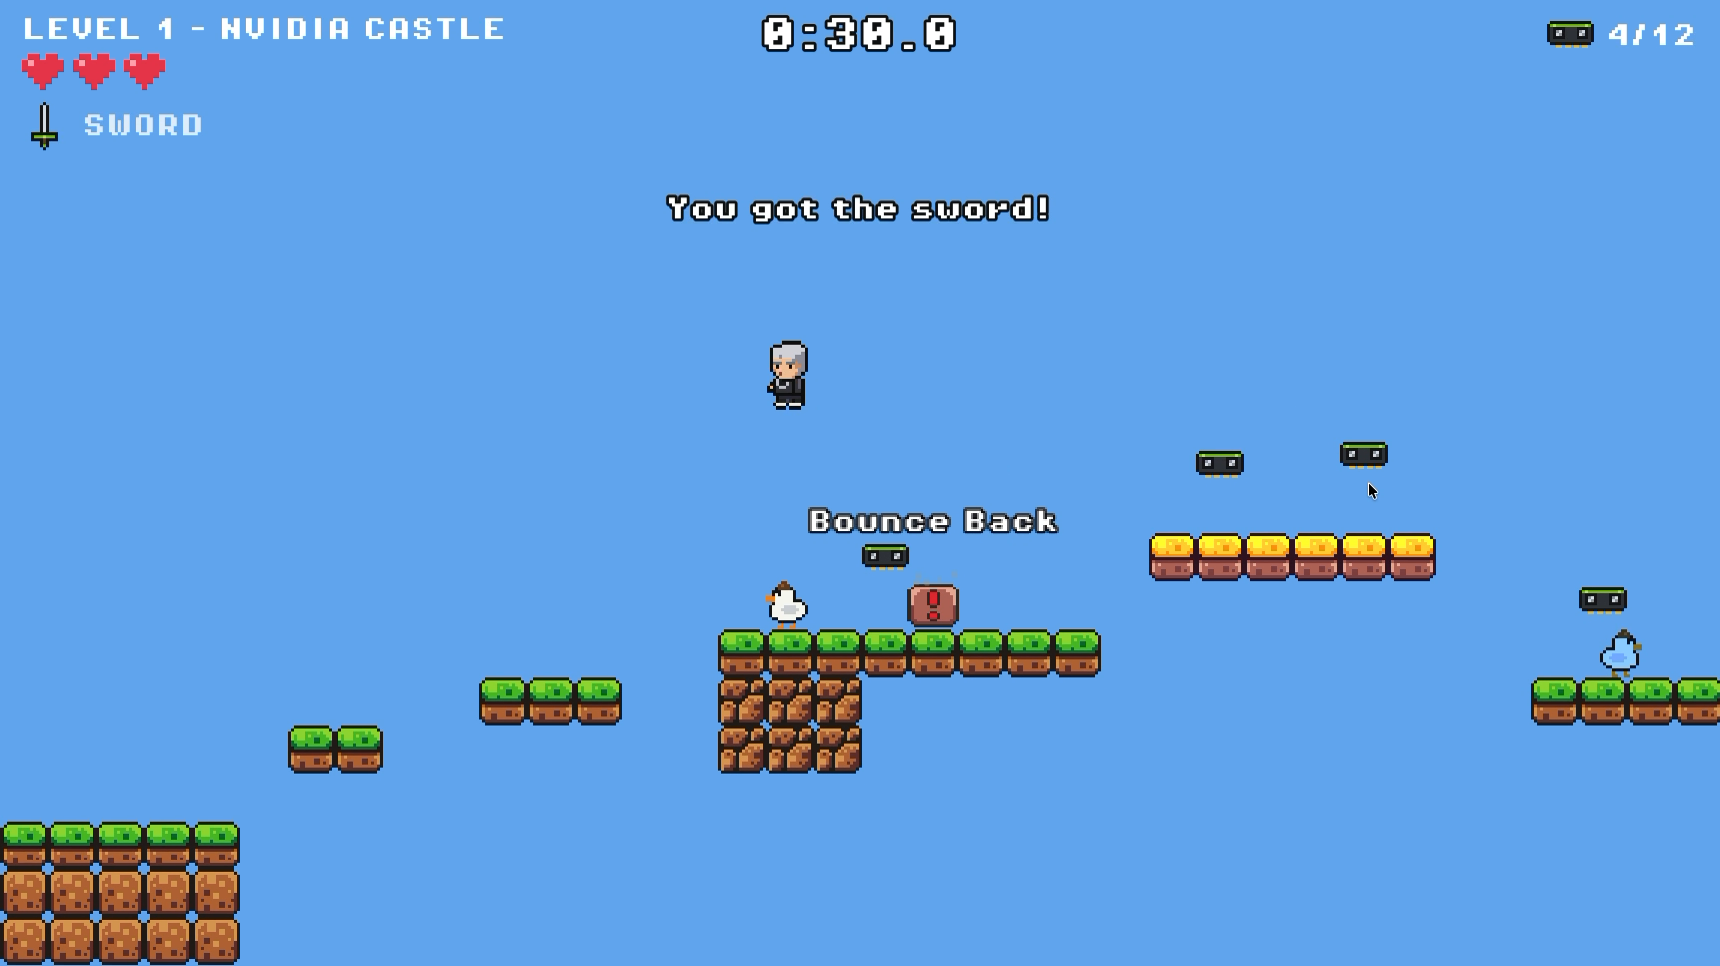 LEVEL 1 - NVIDIA CASTLE
0:30.0
4/12
SWORD
You got the sword!
Bounce Back
!